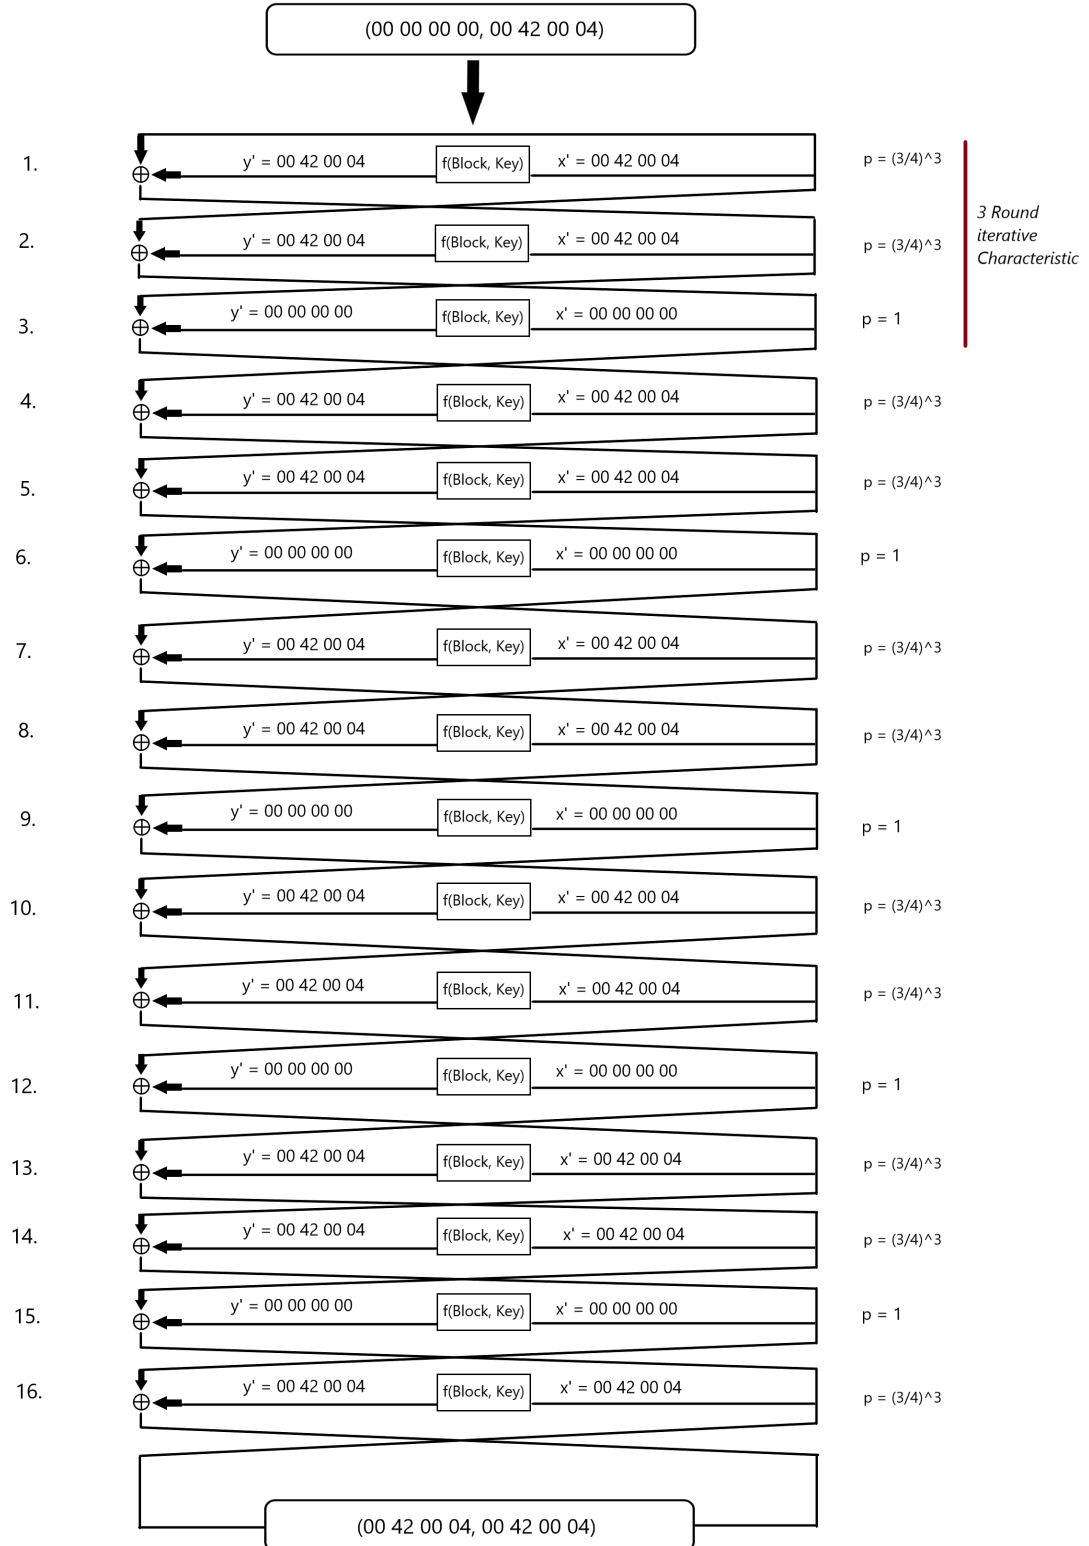 (00 00 00 00, 00 42 00 04)
1. y' = 00 42 00 04 f(Block, Key) x' = 00 42 00 04 p = (3/4)^3
3 Round
iterative
Characteristic
2. y' = 00 42 00 04 f(Block, Key) x' = 00 42 00 04 p = (3/4)^3
3. y' = 00 00 00 00 f(Block, Key) x' = 00 00 00 00 p = 1
4. y' = 00 42 00 04 f(Block, Key) x' = 00 42 00 04 p = (3/4)^3
5. y' = 00 42 00 04 f(Block, Key) x' = 00 42 00 04 p = (3/4)^3
6. y' = 00 00 00 00 f(Block, Key) x' = 00 00 00 00 p = 1
7. y' = 00 42 00 04 f(Block, Key) x' = 00 42 00 04 p = (3/4)^3
8. y' = 00 42 00 04 f(Block, Key) x' = 00 42 00 04 p = (3/4)^3
9. y' = 00 00 00 00 f(Block, Key) x' = 00 00 00 00 p = 1
10. y' = 00 42 00 04 f(Block, Key) x' = 00 42 00 04 p = (3/4)^3
11. y' = 00 42 00 04 f(Block, Key) x' = 00 42 00 04 p = (3/4)^3
12. y' = 00 00 00 00 f(Block, Key) x' = 00 00 00 00 p = 1
13. y' = 00 42 00 04 f(Block, Key) x' = 00 42 00 04 p = (3/4)^3
14. y' = 00 42 00 04 f(Block, Key) x' = 00 42 00 04 p = (3/4)^3
15. y' = 00 00 00 00 f(Block, Key) x' = 00 00 00 00 p = 1
16. y' = 00 42 00 04 f(Block, Key) x' = 00 42 00 04 p = (3/4)^3
(00 42 00 04, 00 42 00 04)